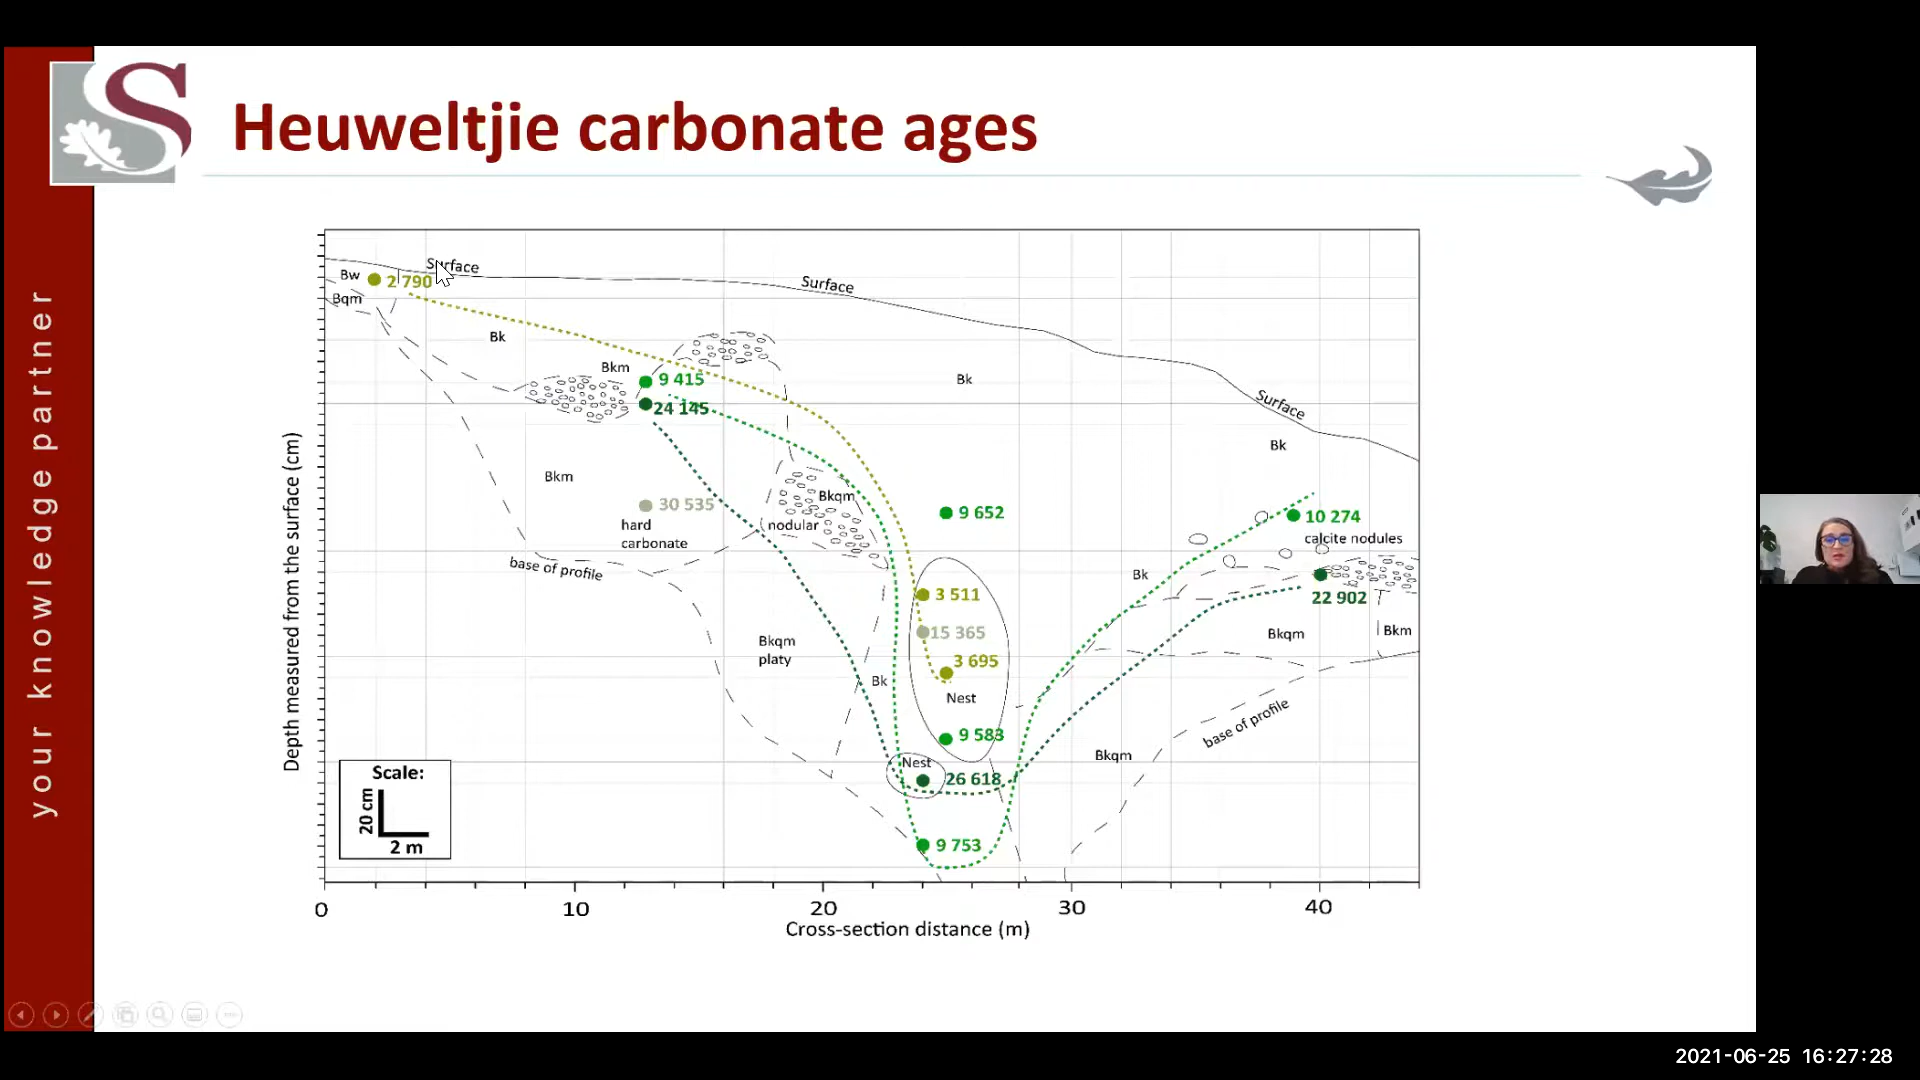 S
Heuweltjie carbonate ages
your knowledge partner
Surface
Bw
2 790
Bqm
Surface
Bk
Bkm
9 415
24 145
Bk
Surface
Bk
Bkm
30 535
hard
carbonate
Bkqm
nodular
9 652
10 274
calcite nodules
base of profile
Bk
3 511
22 902
15 365
Bkqm
Bkm
Bkqm
platy
3 695
Bk
Nest
base of profile
9 583
Bkqm
Nest
26 618
9 753
Scale:
20 cm
2 m
Depth measured from the surface (cm)
0
10
20
30
40
Cross-section distance (m)
2021-06-25 16:27:28